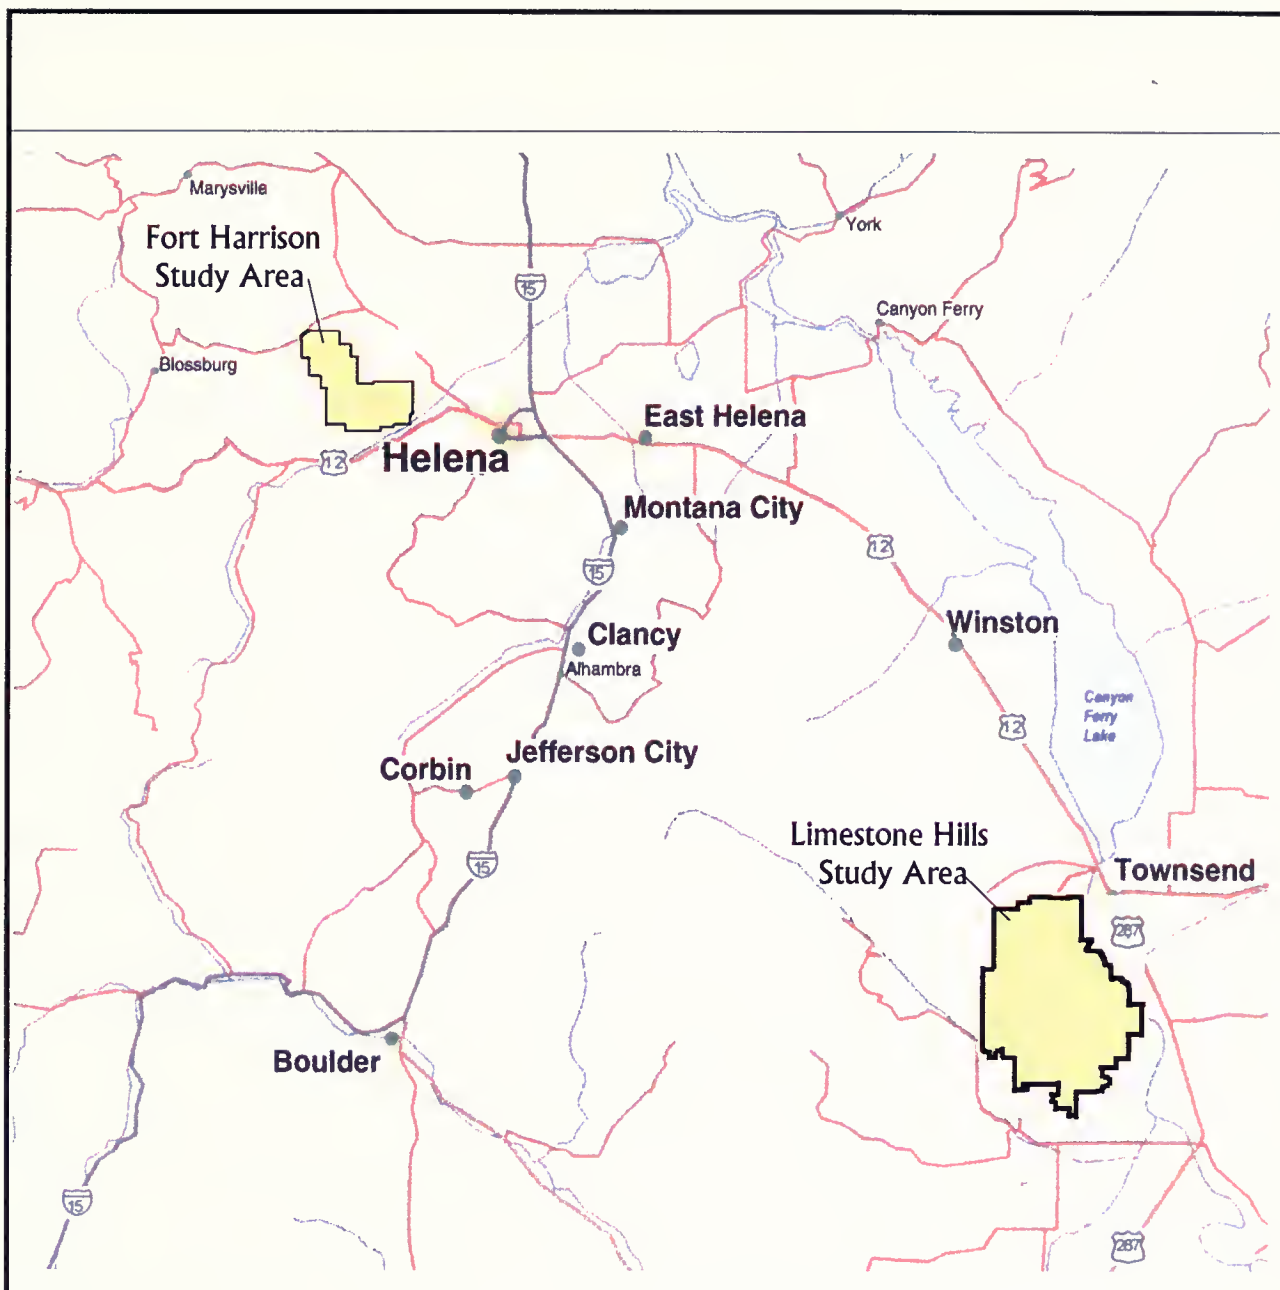 Marysville
York
Fort Harrison
Study Area
15
Canyon Ferry
Blossburg
East Helena
Helena
12
Montana City
12
15
Winston
Clancy
Alhambra
Canyon
Ferry
Lake
12
Jefferson City
Corbin
Limestone Hills
Study Area
15
Townsend
287
Boulder
15
287